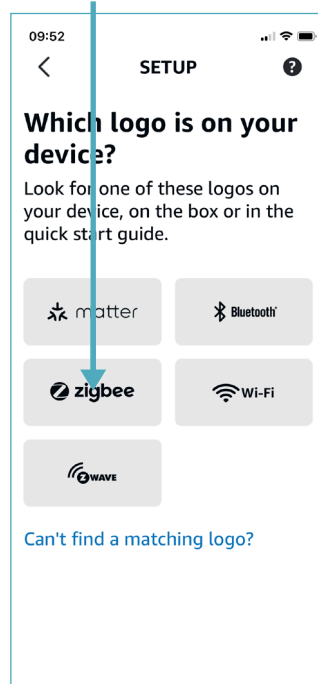 09:52
SETUP
?
Which logo is on your
device?
Look for one of these logos on
your device, on the box or in the
quick start guide.
matter
Bluetooth®
zigbee
Wi-Fi
Z WAVE
Can't find a matching logo?